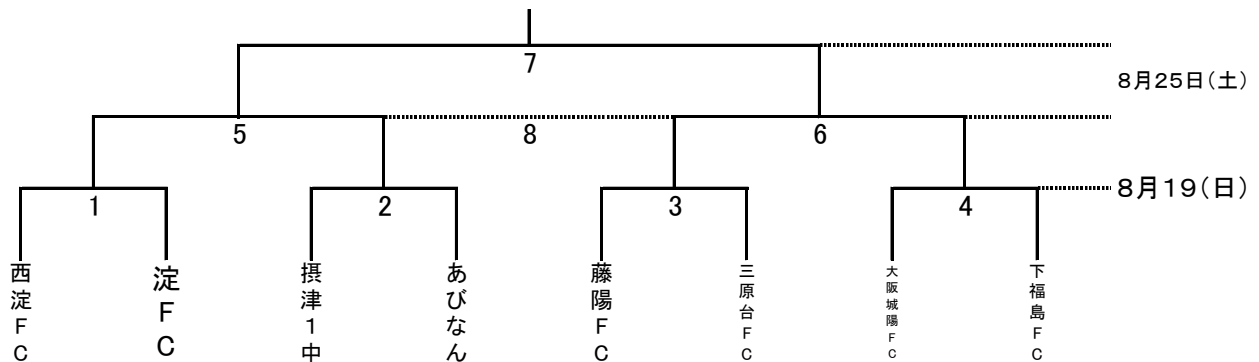 7
8月25日(土)
5
8
6
1
2
3
4
8月19(日)
西淀FC
淀FC
摂津1中
あびなん
藤陽FC
三原台FC
大阪城陽FC
下福島FC